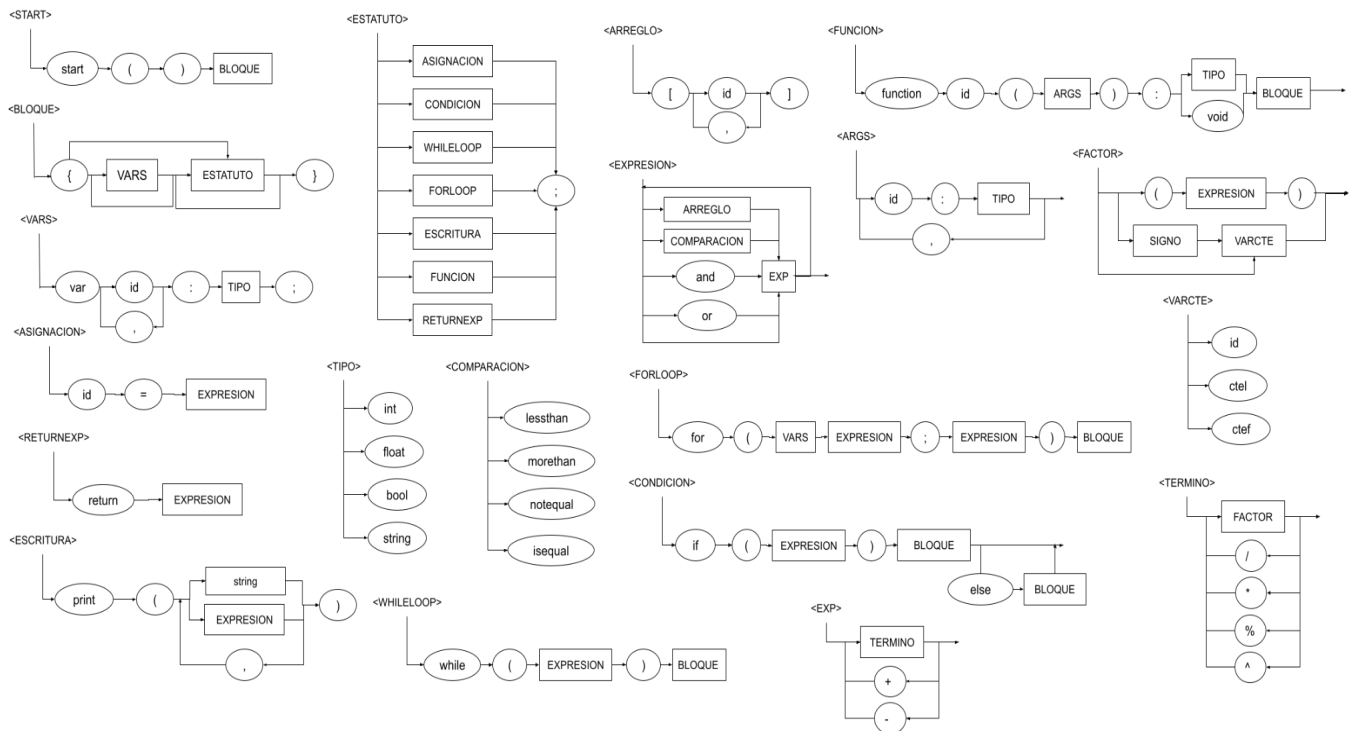 <START>
start ( ) BLOQUE
<BLOQUE>
{ VARS ESTATUTO }
<VARS>
var id : TIPO ;
,
<ASIGNACION>
id = EXPRESION
<RETURNEXP>
return EXPRESION
<ESCRITURA>
print ( string )
EXPRESION
,
<ESTATUTO>
ASIGNACION
CONDICION
WHILELOOP
FORLOOP ;
ESCRITURA
FUNCION
RETURNEXP
<TIPO>
int
float
bool
string
<COMPARACION>
lessthan
morethan
notequal
isequal
<WHILELOOP>
while ( EXPRESION ) BLOQUE
<ARREGLO>
[ id ]
,
<EXPRESION>
ARREGLO
COMPARACION
and EXP
or
<FORLOOP>
for ( VARS EXPRESION ; EXPRESION ) BLOQUE
<CONDICION>
if ( EXPRESION ) BLOQUE
else BLOQUE
<EXP>
TERMINO
+
-
<FUNCION>
function id ( ARGS ) : TIPO BLOQUE
void
<ARGS>
id : TIPO
,
<FACTOR>
( EXPRESION )
SIGNO VARCTE
<VARCTE>
id
ctel
ctef
<TERMINO>
FACTOR
/
*
%
^